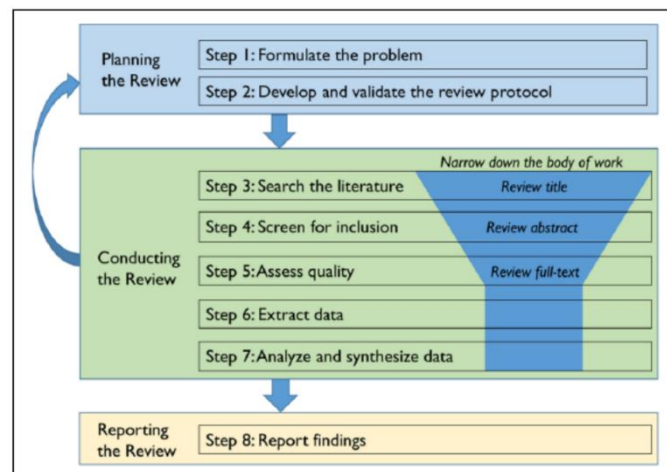 Planning
the Review
Step 1: Formulate the problem
Step 2: Develop and validate the review protocol
Narrow down the body of work
Conducting
the Review
Step 3: Search the literature
Review title
Step 4: Screen for inclusion
Review abstract
Step 5: Assess quality
Review full-text
Step 6: Extract data
Step 7: Analyze and synthesize data
Reporting
the Review
Step 8: Report findings